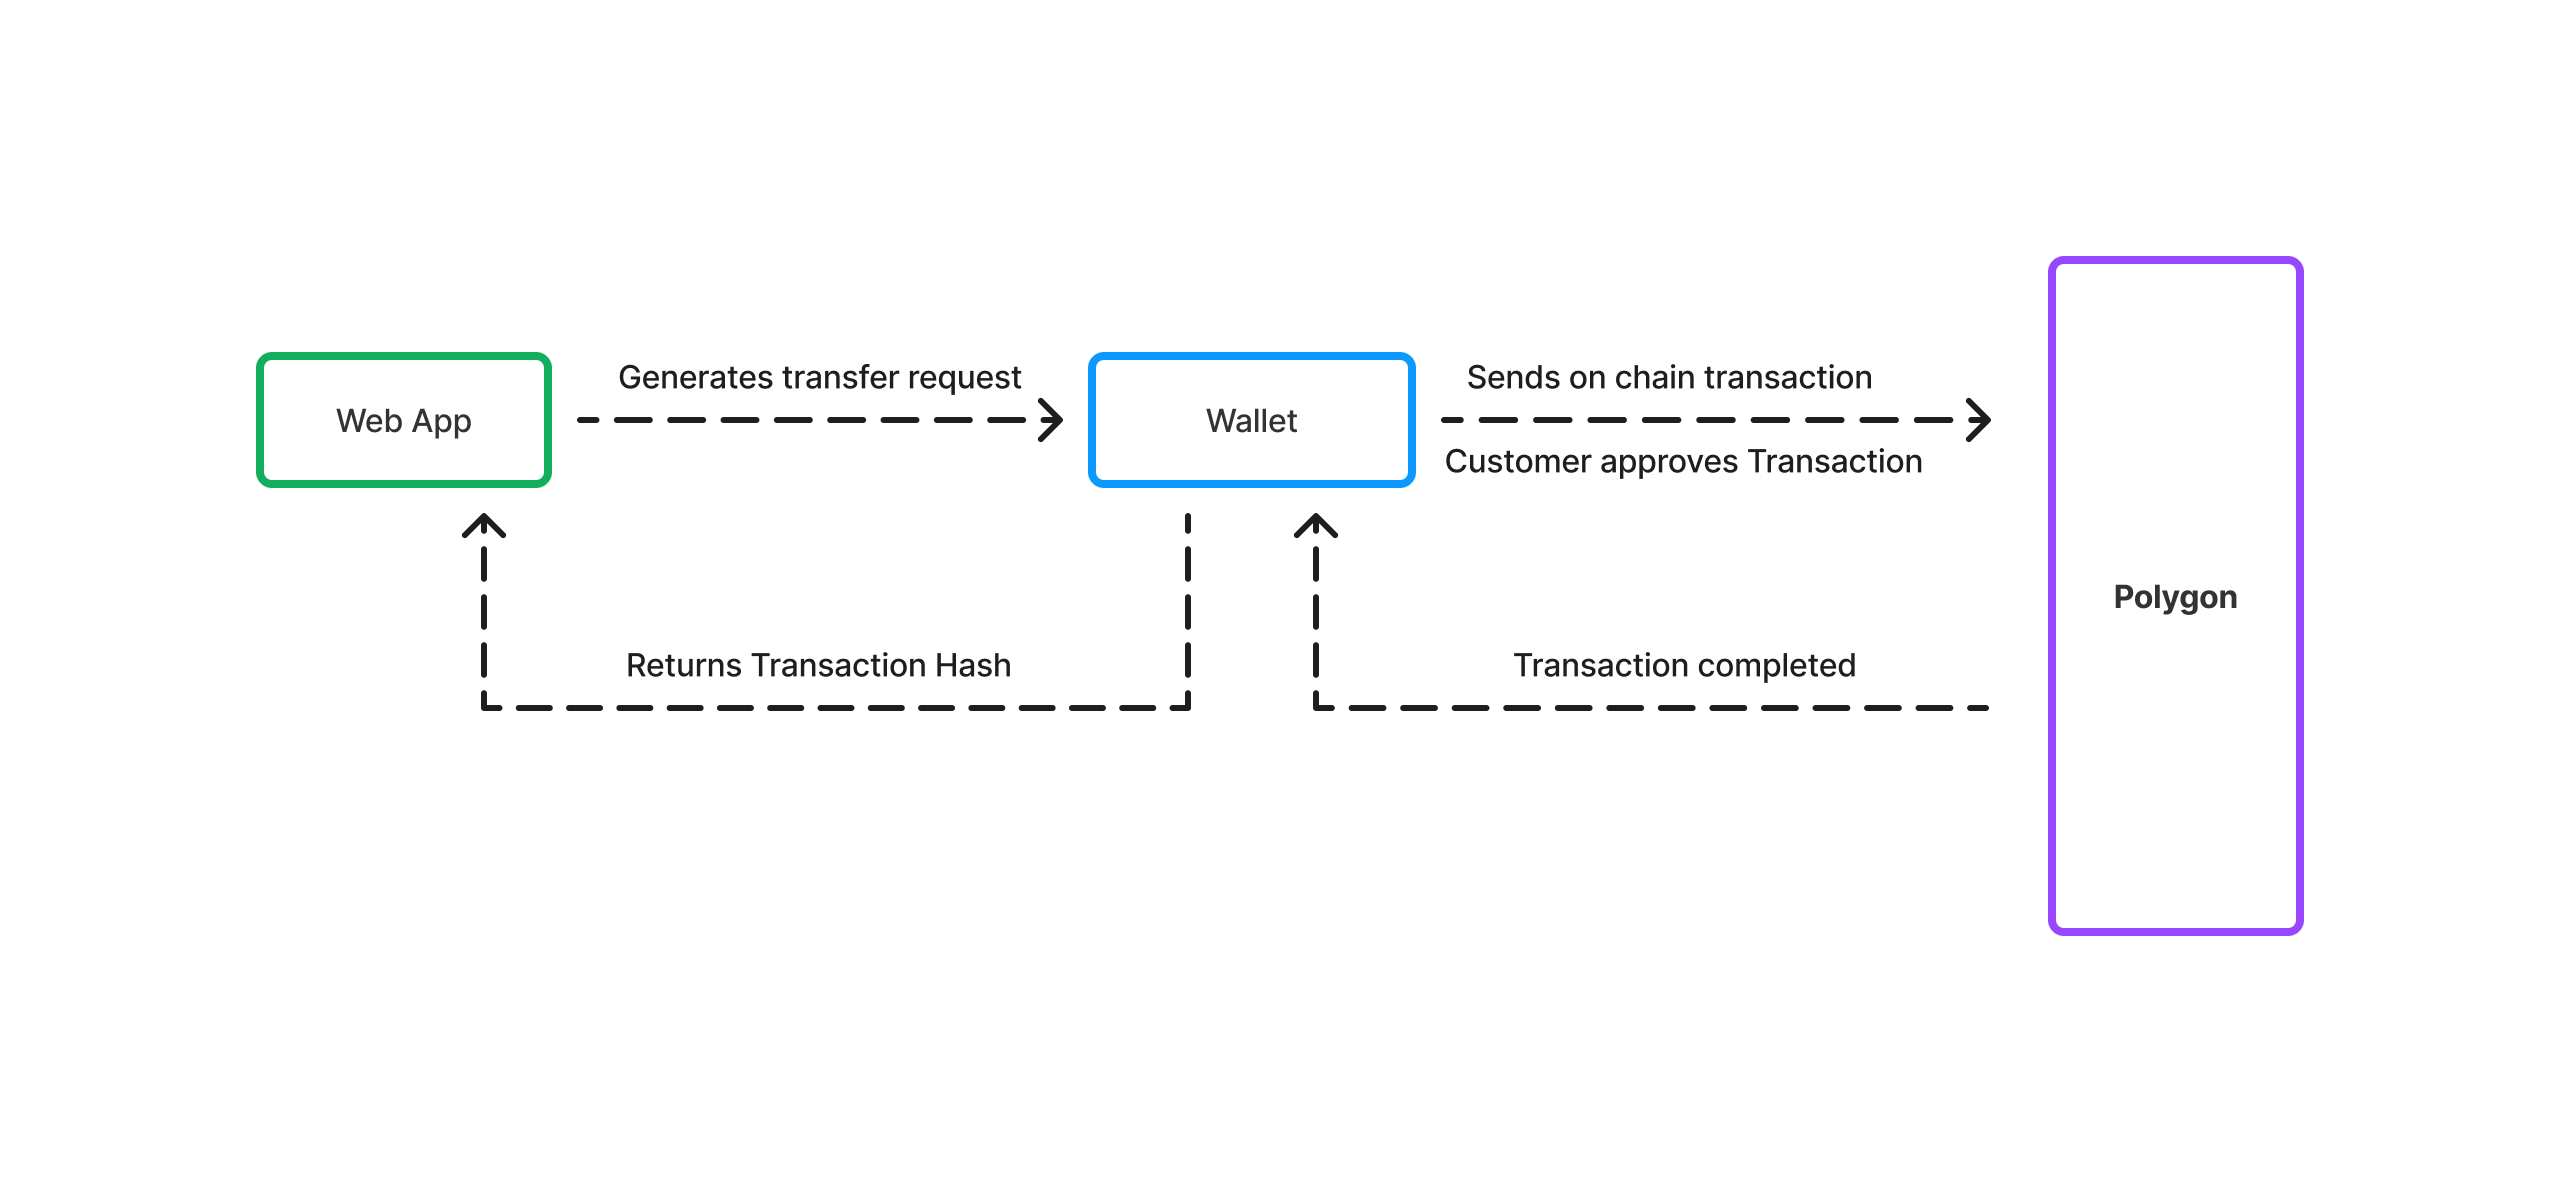 Generates transfer request
Sends on chain transaction
Web App
Wallet
Customer approves Transaction
Polygon
Returns Transaction Hash
Transaction completed